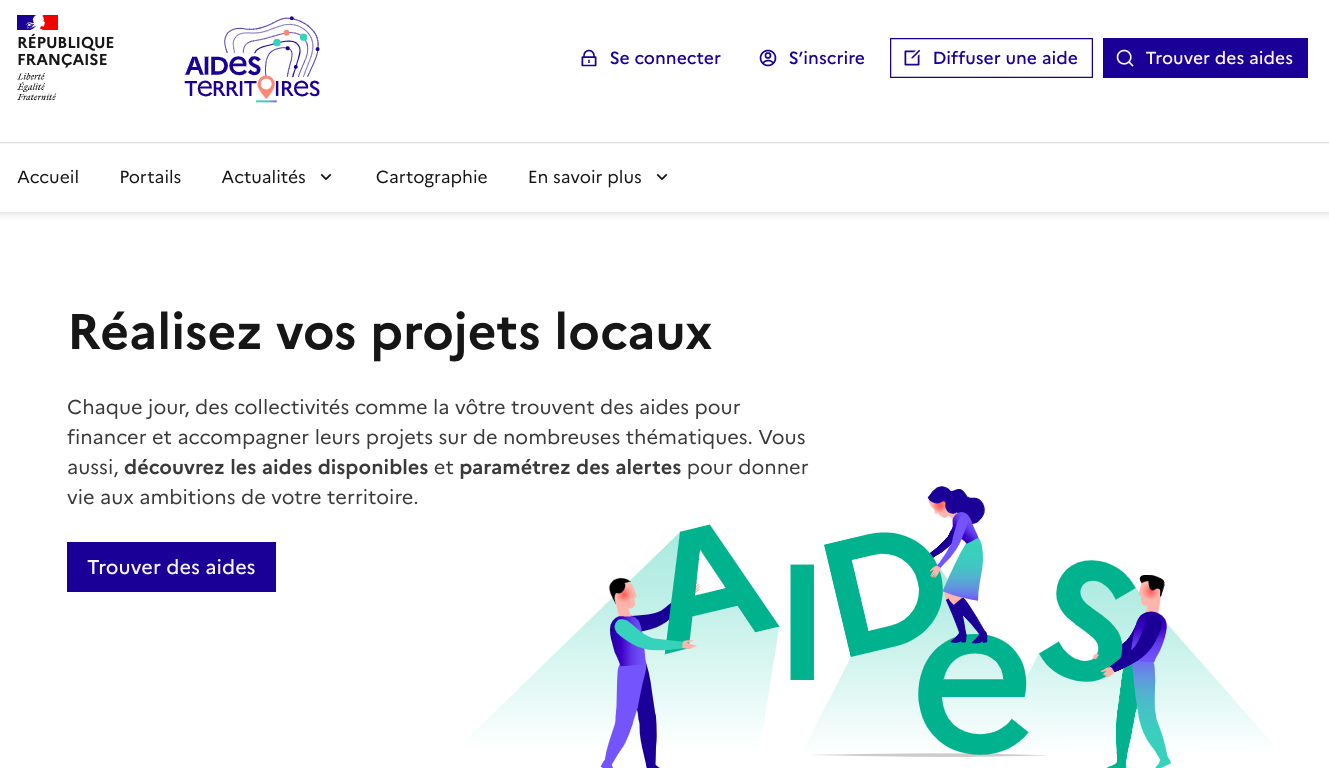 RÉPUBLIQUE
FRANÇAISE
Liberté
Égalité
Fraternité
AIDES
TERRITOIRES
Se connecter
S’inscrire
Diffuser une aide
Trouver des aides
Accueil
Portails
Actualités
Cartographie
En savoir plus
Réalisez vos projets locaux
Chaque jour, des collectivités comme la vôtre trouvent des aides pour
financer et accompagner leurs projets sur de nombreuses thématiques. Vous
aussi, découvrez les aides disponibles et paramétrez des alertes pour donner
vie aux ambitions de votre territoire.
Trouver des aides
AIDeS